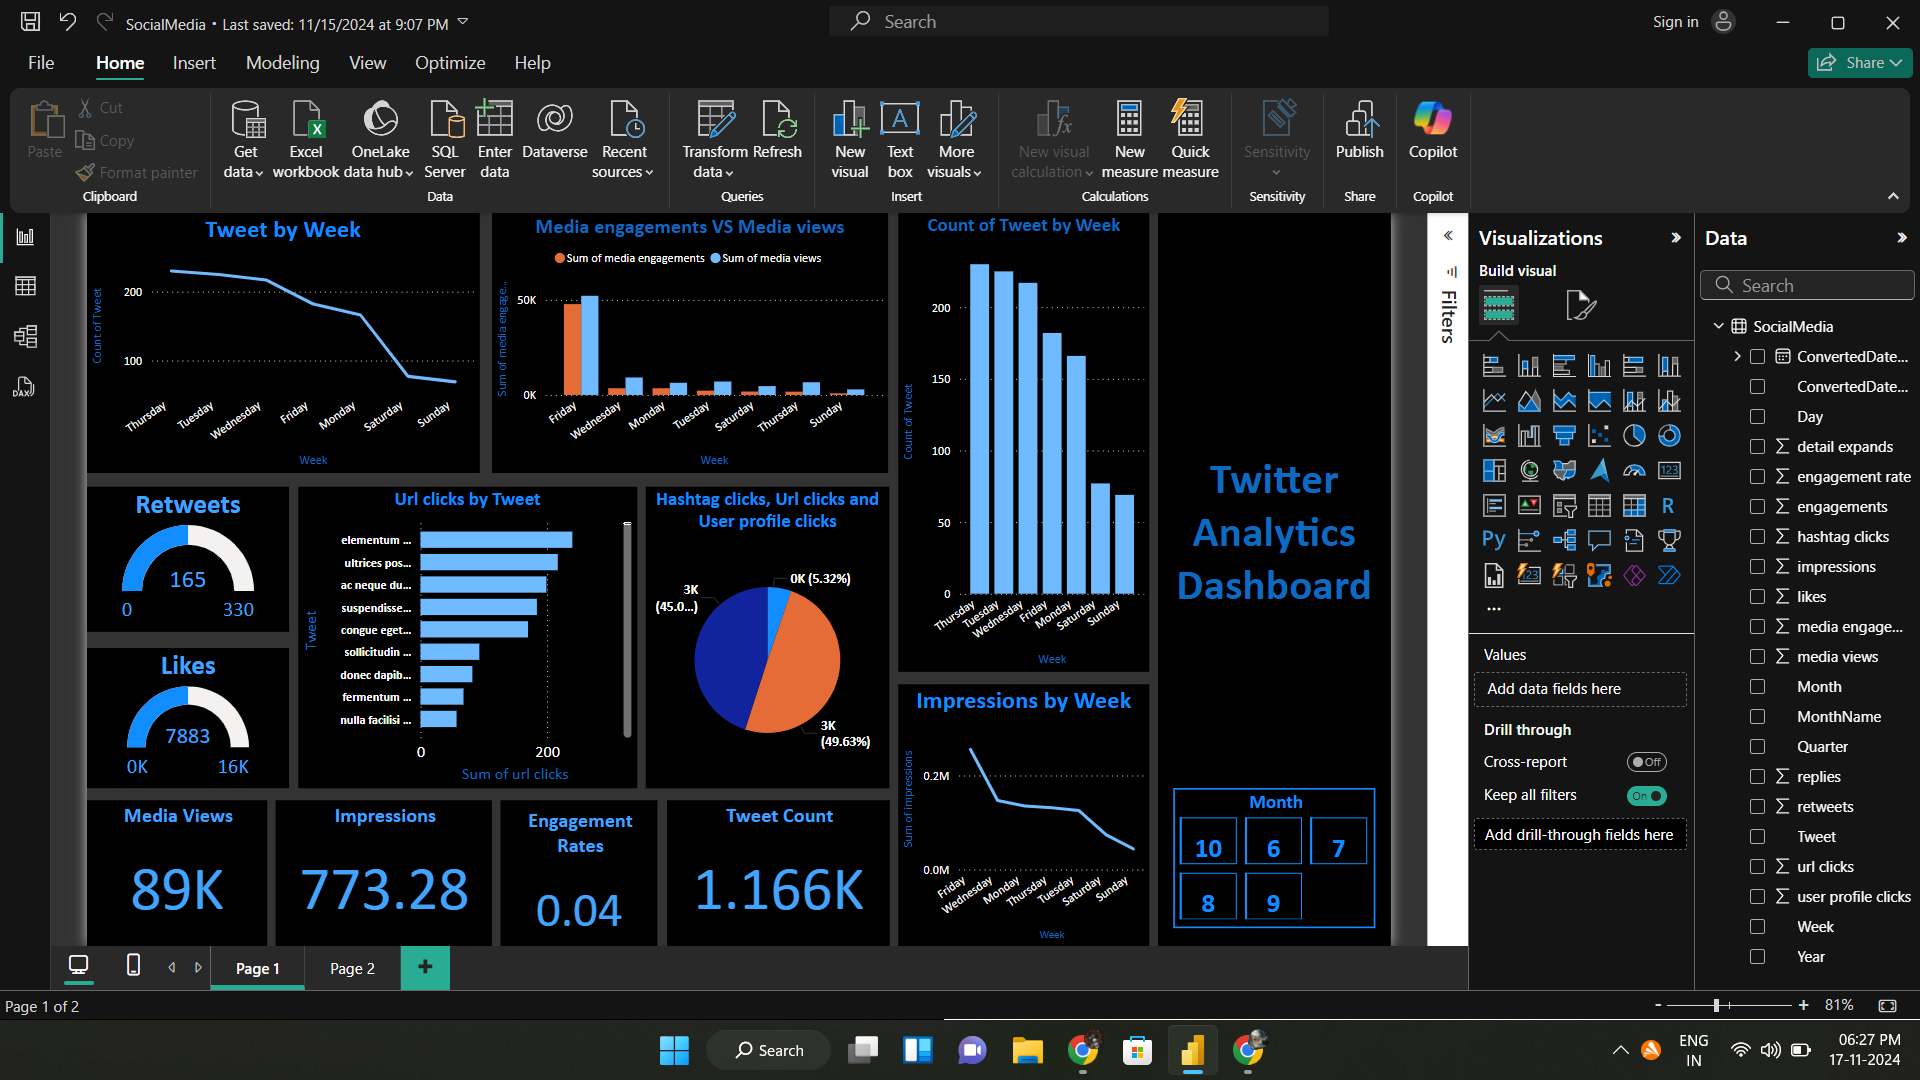 SocialMedia • Last saved: 11/15/2024 at 9:07 PM
Search
Sign in
File
Home
Insert
Modeling
View
Optimize
Help
Share
Paste
Cut
Copy
Format painter
Clipboard
Get data
Excel workbook
OneLake data hub
SQL Server
Enter data
Dataverse
Recent sources
Data
Transform data
Refresh
Queries
New visual
Text box
More visuals
Insert
New visual calculation
New measure
Quick measure
Calculations
Sensitivity
Sensitivity
Publish
Share
Copilot
Copilot
Tweet by Week
Count of Tweet
200
100
Thursday
Tuesday
Wednesday
Friday
Monday
Saturday
Sunday
Week
Media engagements VS Media views
Sum of media engagements
Sum of media views
Sum of media engage...
50K
0K
Friday
Wednesday
Monday
Tuesday
Saturday
Thursday
Sunday
Week
Count of Tweet by Week
Count of Tweet
200
150
100
50
0
Thursday
Tuesday
Wednesday
Friday
Monday
Saturday
Sunday
Week
Twitter
Analytics
Dashboard
Retweets
165
0
330
Likes
7883
0K
16K
Url clicks by Tweet
Tweet
elementum ...
ultrices pos...
ac neque du...
suspendisse...
congue eget...
sollicitudin ...
donec dapib...
fermentum ...
nulla facilisi ...
0
200
Sum of url clicks
Hashtag clicks, Url clicks and
User profile clicks
0K (5.32%)
3K
(45.0...)
3K
(49.63%)
Impressions by Week
Sum of impressions
0.2M
0.0M
Friday
Wednesday
Monday
Thursday
Tuesday
Saturday
Sunday
Week
Month
10
6
7
8
9
Media Views
89K
Impressions
773.28
Engagement
Rates
0.04
Tweet Count
1.166K
Filters
Visualizations
Build visual
R
Py
123
123
...
Values
Add data fields here
Drill through
Cross-report
Off
Keep all filters
On
Add drill-through fields here
Data
Search
SocialMedia
ConvertedDate...
ConvertedDate...
Day
detail expands
engagement rate
engagements
hashtag clicks
impressions
likes
media engage...
media views
Month
MonthName
Quarter
replies
retweets
Tweet
url clicks
user profile clicks
Week
Year
DAX
Page 1
Page 2
+
Page 1 of 2
- + 81%
Search
ENG
IN
06:27 PM
17-11-2024